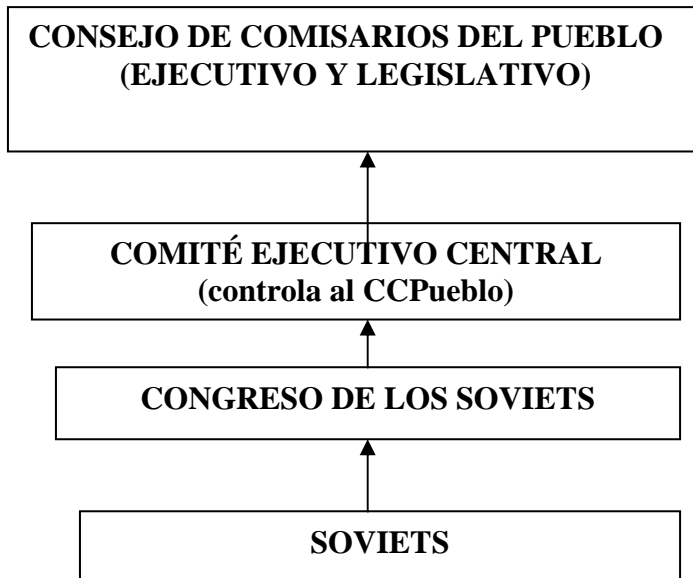 CONSEJO DE COMISARIOS DEL PUEBLO
(EJECUTIVO Y LEGISLATIVO)
COMITÉ EJECUTIVO CENTRAL
(controla al CCPueblo)
CONGRESO DE LOS SOVIETS
SOVIETS